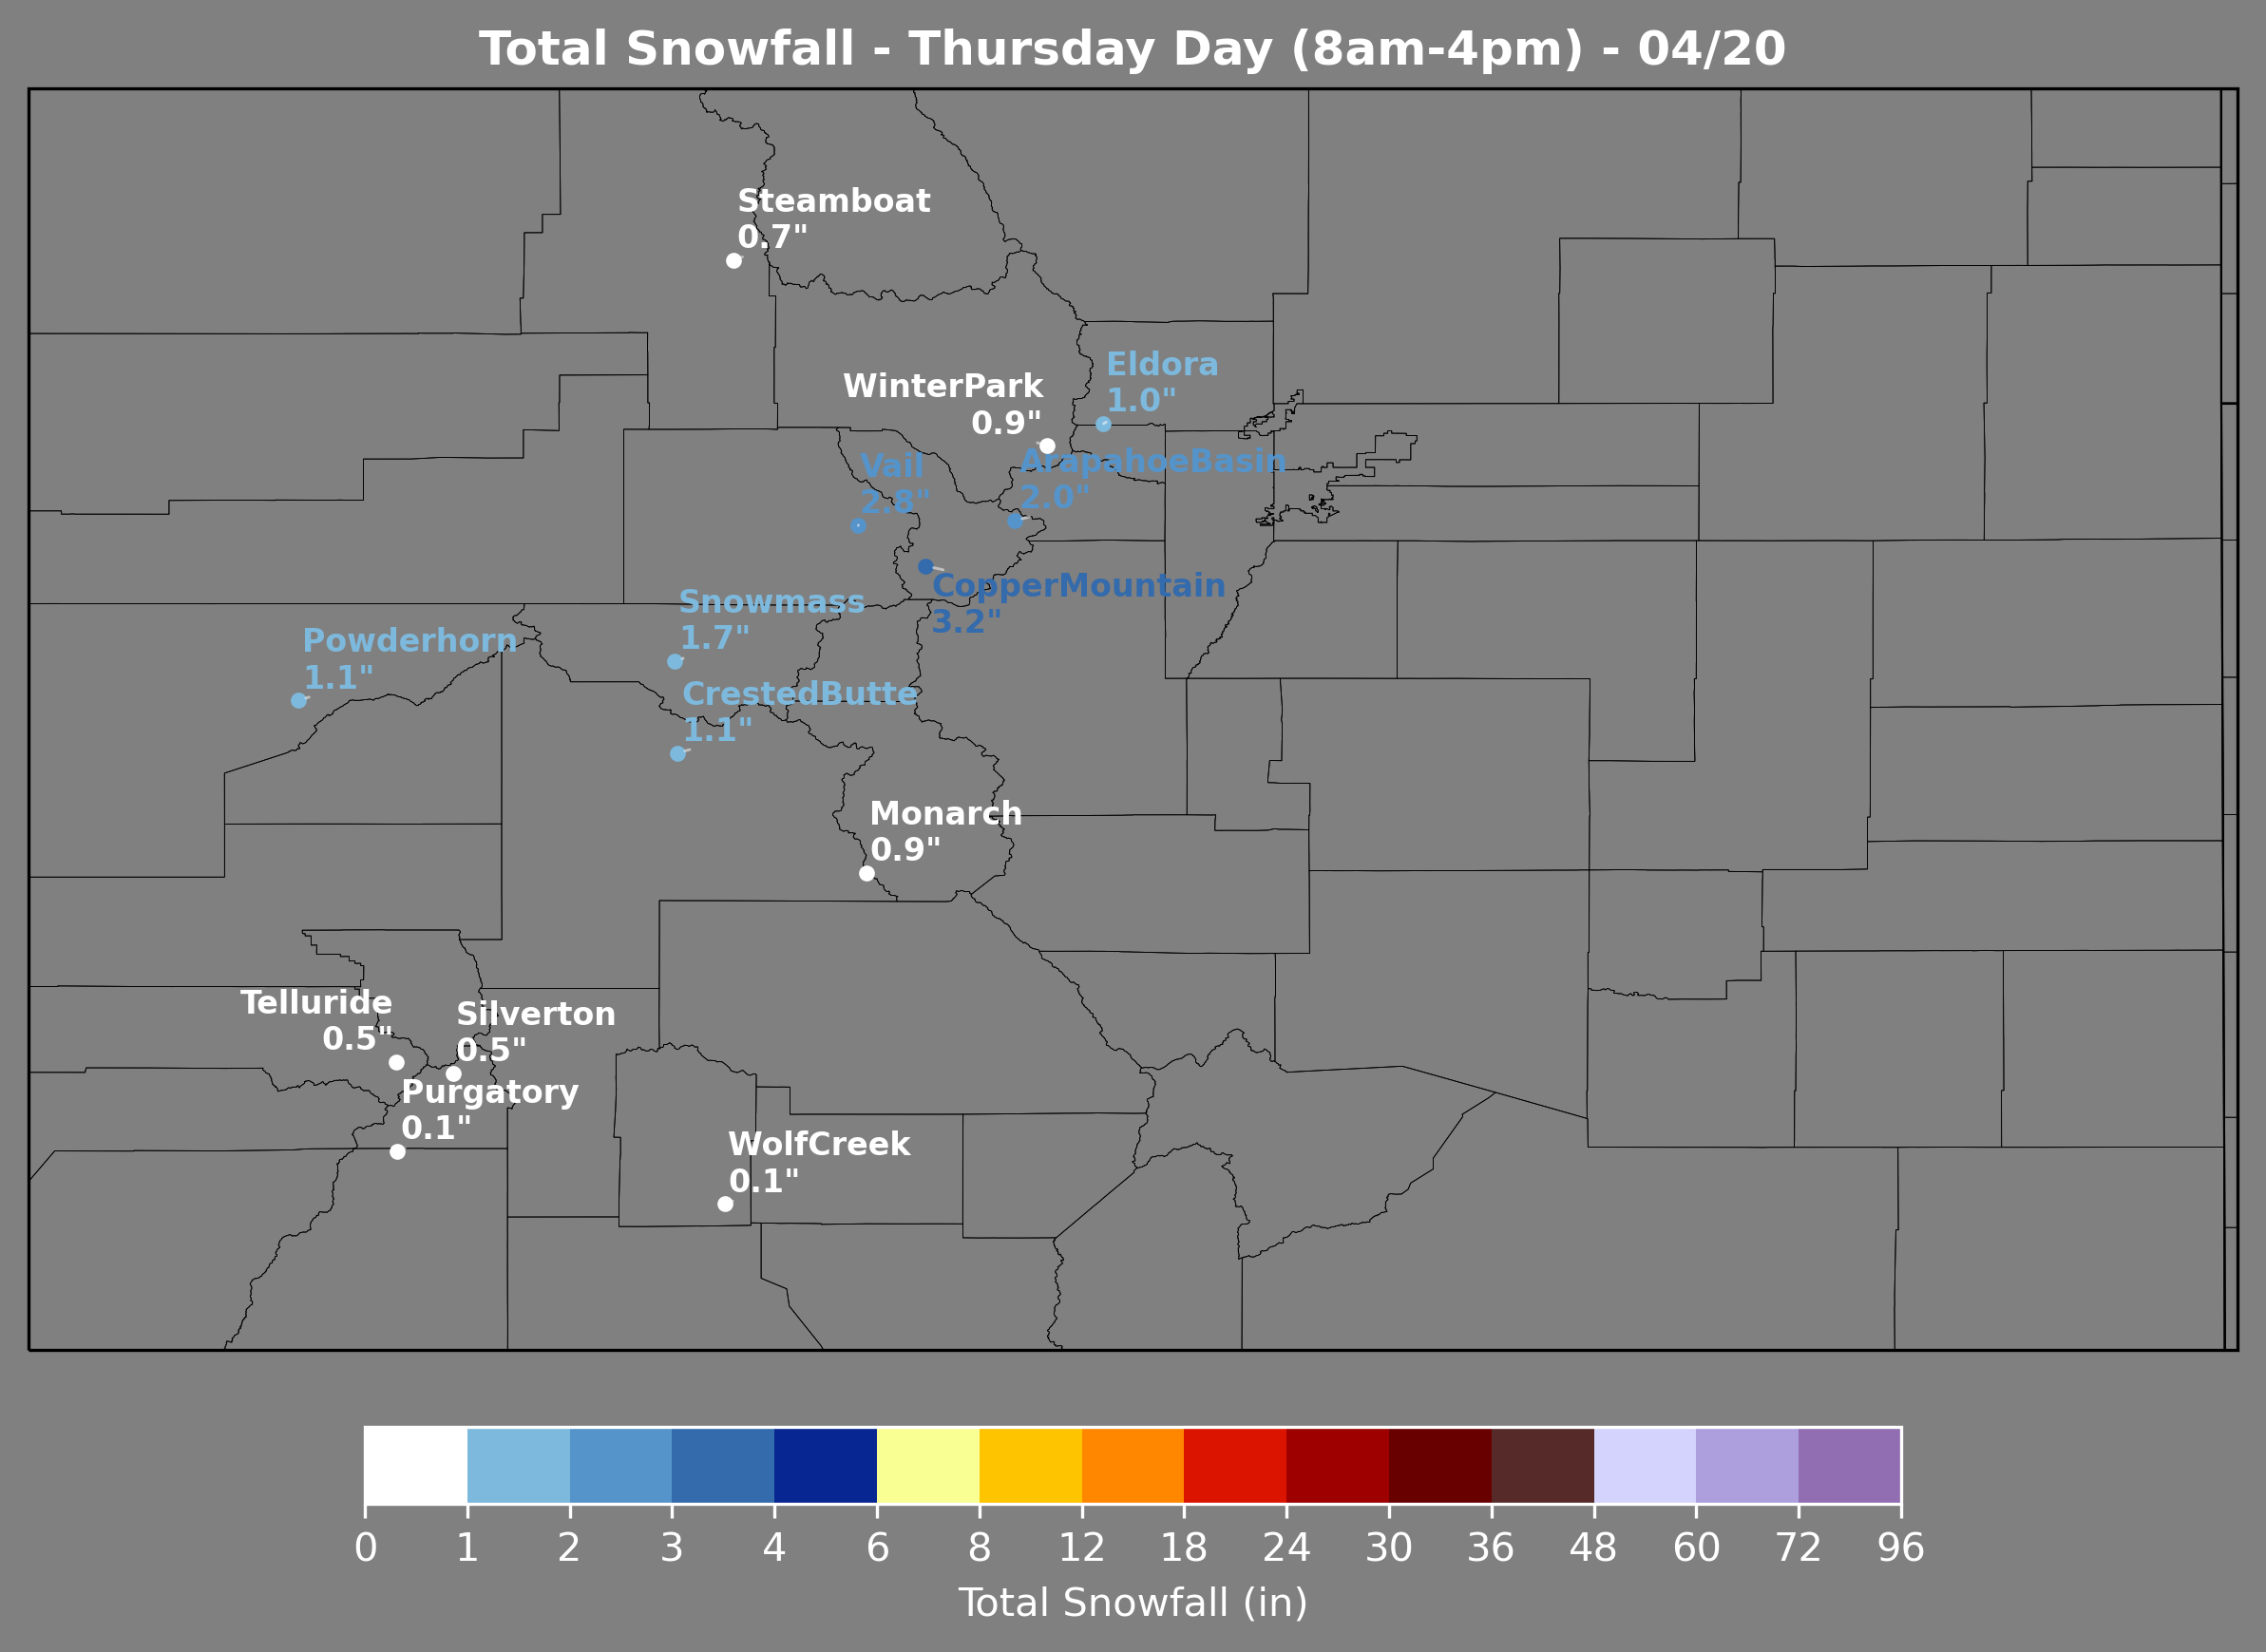 Total Snowfall - Thursday Day (8am-4pm) - 04/20
Steamboat
0.7"
Eldora
1.0"
WinterPark
0.9"
Vail
2.8"
ArapahoeBasin
2.0"
CopperMountain
3.2"
Snowmass
1.7"
Powderhorn
1.1"
CrestedButte
1.1"
Monarch
0.9"
Telluride
0.5"
Silverton
0.5"
Purgatory
0.1"
WolfCreek
0.1"
0 1 2 3 4 6 8 12 18 24 30 36 48 60 72 96
Total Snowfall (in)